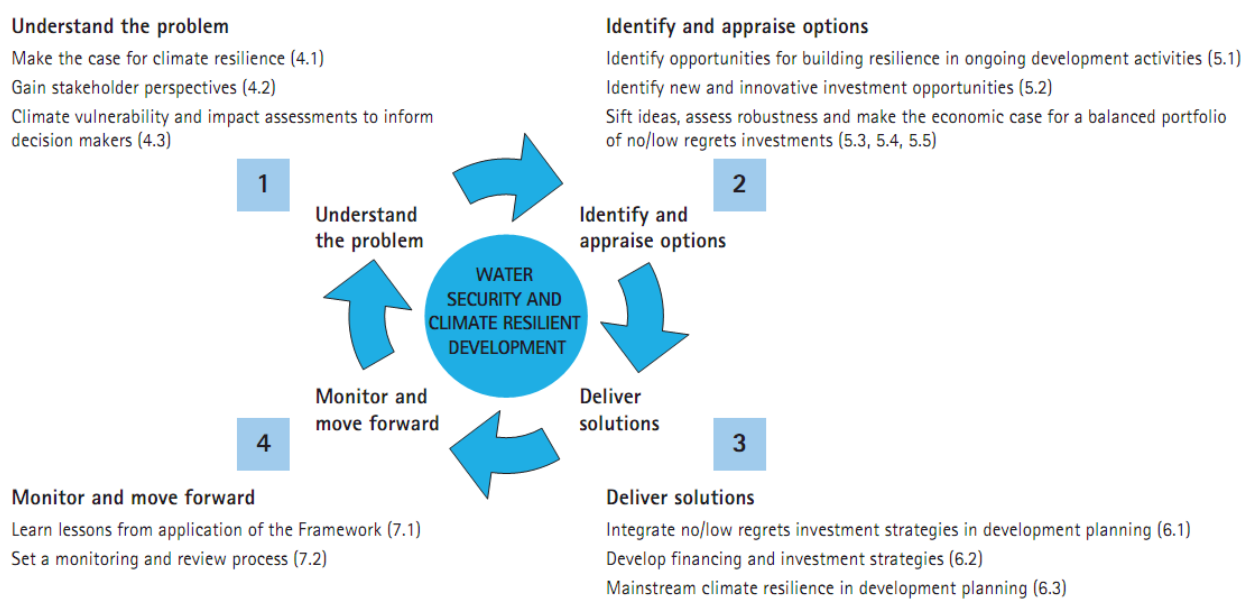 Understand the problem
Make the case for climate resilience (4.1)
Gain stakeholder perspectives (4.2)
Climate vulnerability and impact assessments to inform
decision makers (4.3)
Identify and appraise options
Identify opportunities for building resilience in ongoing development activities (5.1)
Identify new and innovative investment opportunities (5.2)
Sift ideas, assess robustness and make the economic case for a balanced portfolio
of no/low regrets investments (5.3, 5.4, 5.5)
1
Understand
the problem
2
Identify and
appraise options
WATER
SECURITY AND
CLIMATE RESILIENT
DEVELOPMENT
Monitor and
move forward
4
Deliver
solutions
3
Monitor and move forward
Learn lessons from application of the Framework (7.1)
Set a monitoring and review process (7.2)
Deliver solutions
Integrate no/low regrets investment strategies in development planning (6.1)
Develop financing and investment strategies (6.2)
Mainstream climate resilience in development planning (6.3)